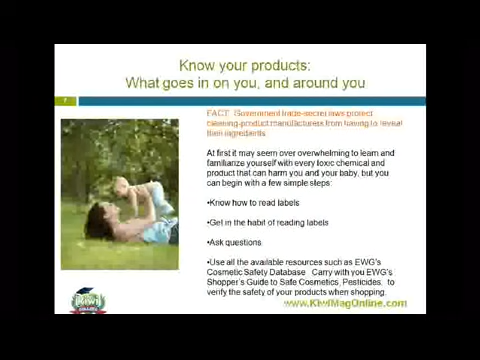 Know your products:
What goes in on you, and around you
7
FACT: Government trade-secret laws protect
cleaning-product manufacturers from having to reveal
their ingredients
At first it may seem over overwhelming to learn and
familiarize yourself with every toxic chemical and
product that can harm you and your baby, but you
can begin with a few simple steps:
•Know how to read labels
•Get in the habit of reading labels
•Ask questions
•Use all the available resources such as EWG's
Cosmetic Safety Database   Carry with you EWG's
Shopper's Guide to Safe Cosmetics, Pesticides,  to
verify the safety of your products when shopping.
Kiwi
COLLEGE
www.KiwiMagOnline.com